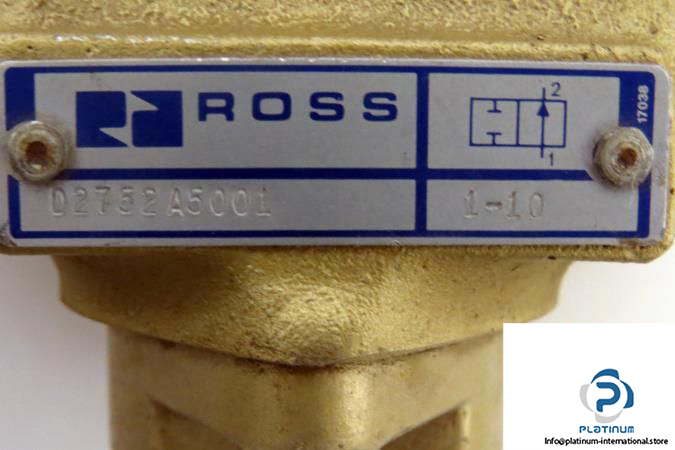 ROSS
2
1
17038
D2752A5001
1-10
PLATINUM
Info@platinum-international.store